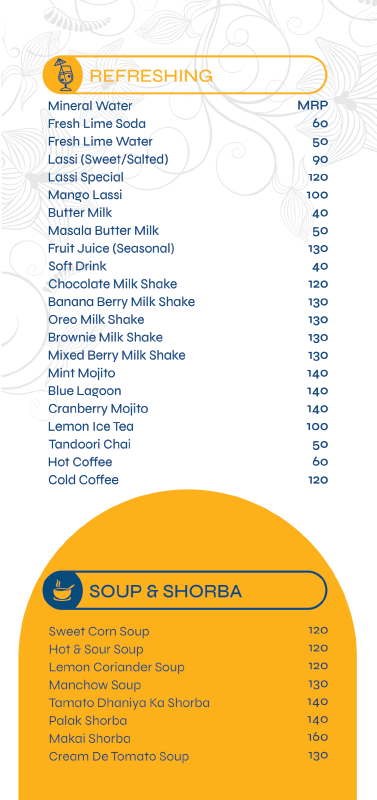 REFRESHING
Mineral Water MRP
Fresh Lime Soda 60
Fresh Lime Water 50
Lassi (Sweet/Salted) 90
Lassi Special 120
Mango Lassi 100
Butter Milk 40
Masala Butter Milk 50
Fruit Juice (Seasonal) 130
Soft Drink 40
Chocolate Milk Shake 120
Banana Berry Milk Shake 130
Oreo Milk Shake 130
Brownie Milk Shake 130
Mixed Berry Milk Shake 130
Mint Mojito 140
Blue Lagoon 140
Cranberry Mojito 140
Lemon Ice Tea 100
Tandoori Chai 50
Hot Coffee 60
Cold Coffee 120
SOUP & SHORBA
Sweet Corn Soup 120
Hot & Sour Soup 120
Lemon Coriander Soup 120
Manchow Soup 130
Tamato Dhaniya Ka Shorba 140
Palak Shorba 140
Makai Shorba 160
Cream De Tomato Soup 130